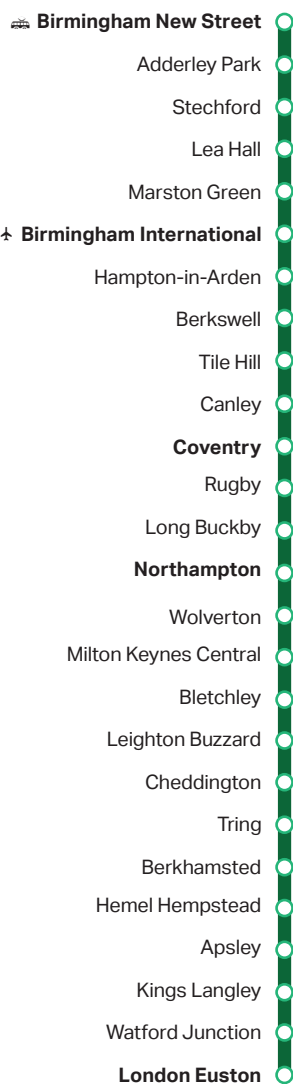 Birmingham New Street
Adderley Park
Stechford
Lea Hall
Marston Green
Birmingham International
Hampton-in-Arden
Berkswell
Tile Hill
Canley
Coventry
Rugby
Long Buckby
Northampton
Wolverton
Milton Keynes Central
Bletchley
Leighton Buzzard
Cheddington
Tring
Berkhamsted
Hemel Hempstead
Apsley
Kings Langley
Watford Junction
London Euston